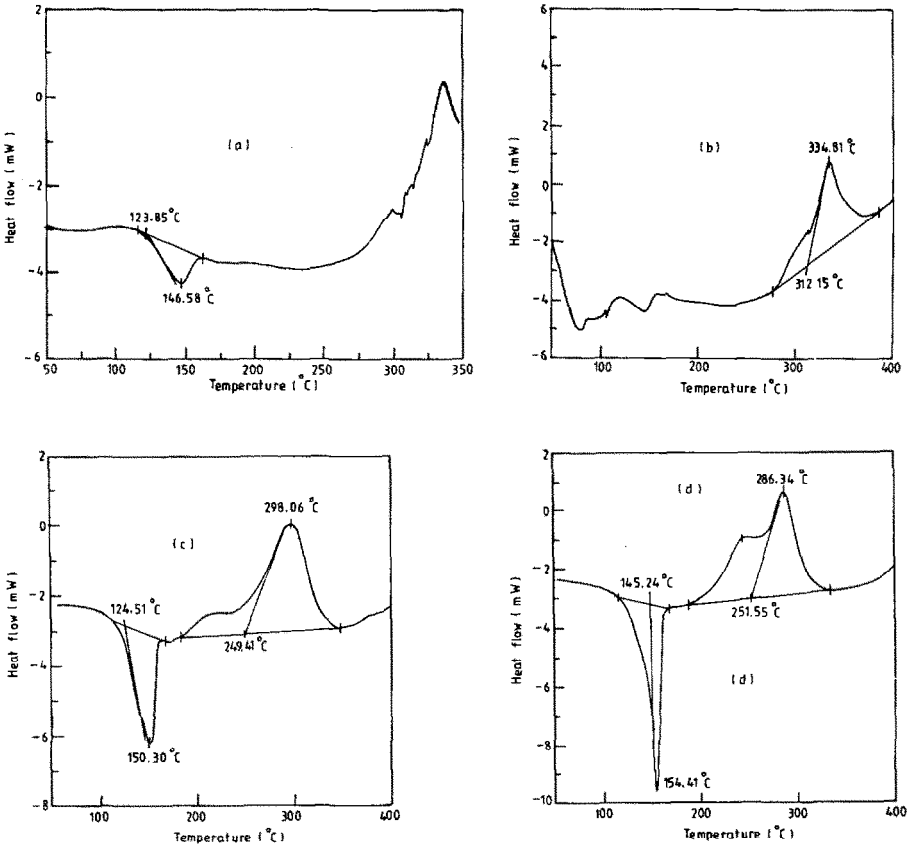 2
0
-2
-4
-6
Heat flow (mW)
(a)
123.85°C
146.58°C
50
100
150
200
250
300
350
Temperature (°C)
6
4
2
0
-2
-4
-6
Heat flow (mW)
(b)
334.81°C
312 15°C
100
200
300
400
Temperature (°C)
2
0
-2
-4
-6
-8
Heat flow (mW)
(c)
298.06°C
124.51°C
249.41°C
150.30°C
100
200
300
400
Temperature (°C)
2
0
-2
-4
-6
-8
-10
Heat flow (mW)
(d)
286.34°C
145.24°C
251.55°C
(d)
154.41°C
100
200
300
400
Temperature (°C)